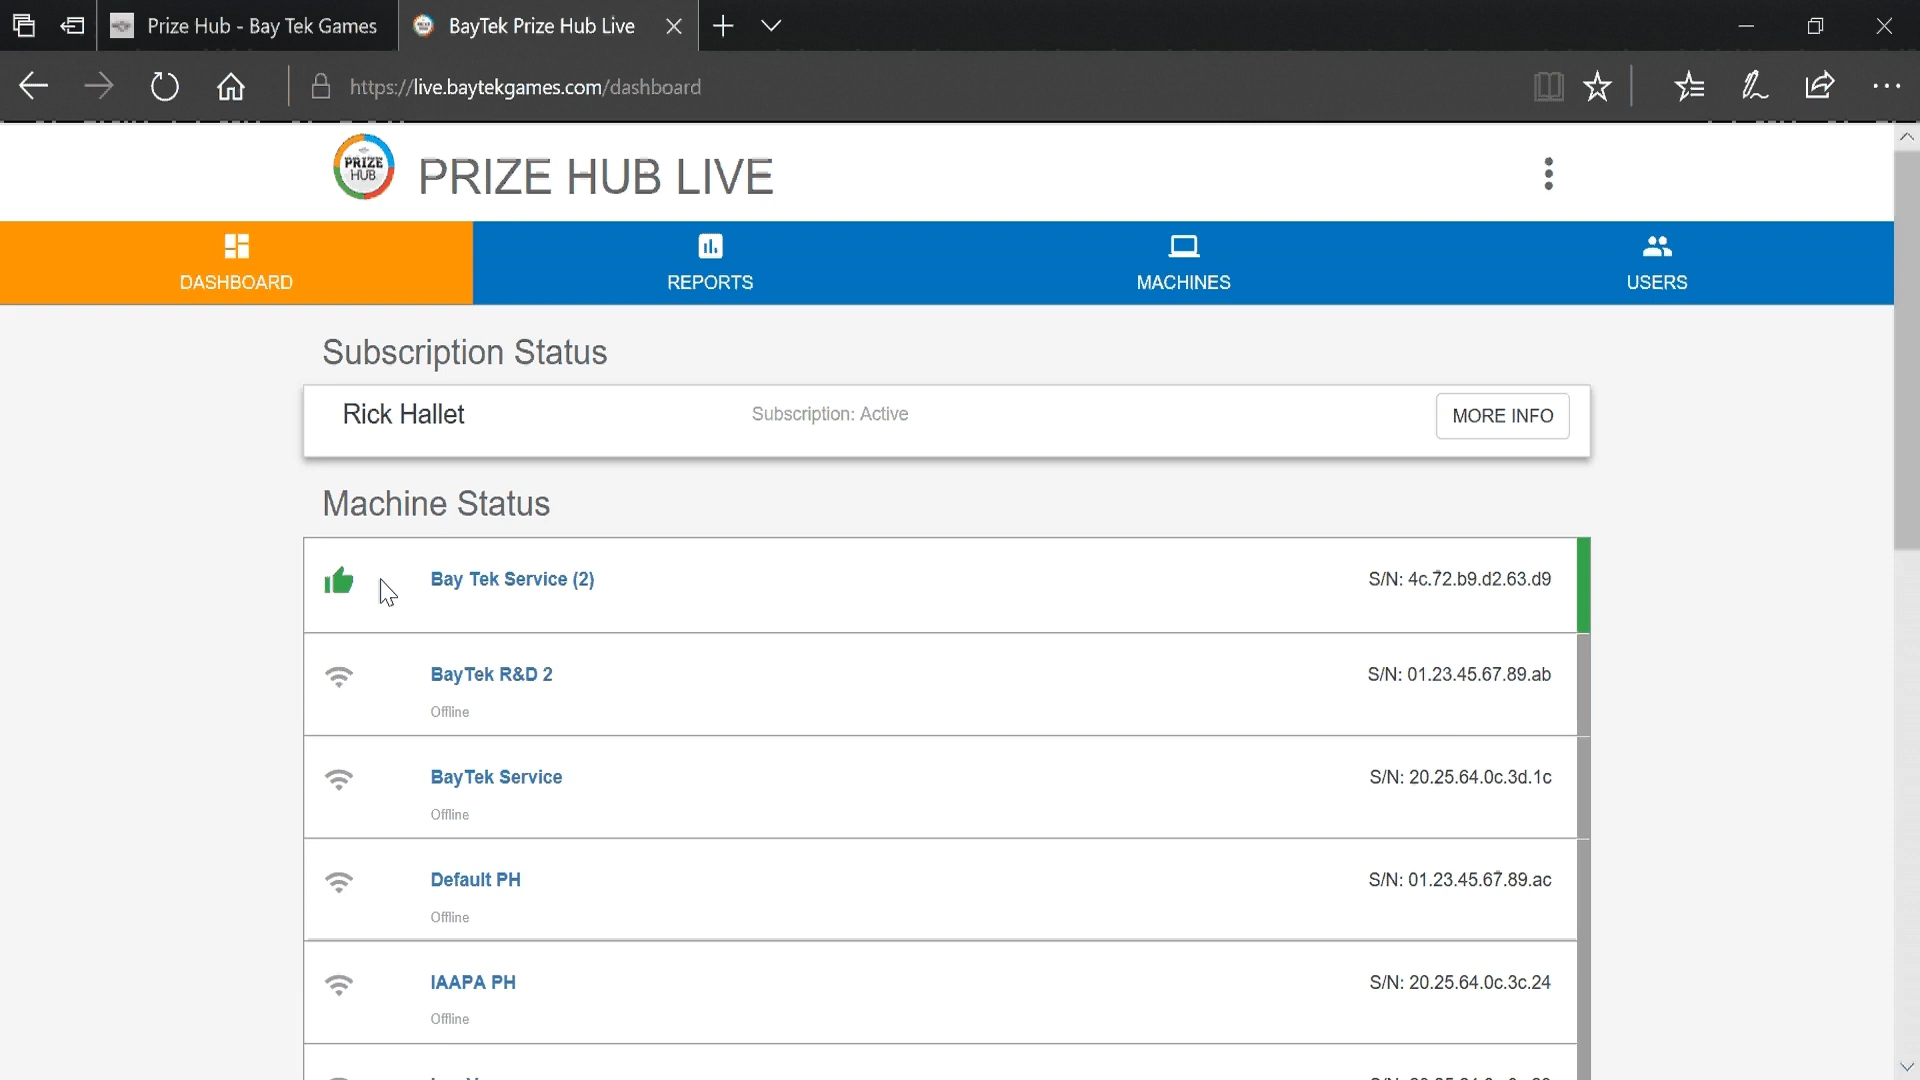 Prize Hub - Bay Tek Games
BayTek Prize Hub Live
https://live.baytekgames.com/dashboard
PRIZE HUB
PRIZE HUB LIVE
DASHBOARD
REPORTS
MACHINES
USERS
Subscription Status
Rick Hallet
Subscription: Active
MORE INFO
Machine Status
Bay Tek Service (2)
S/N: 4c.72.b9.d2.63.d9
BayTek R&D 2
S/N: 01.23.45.67.89.ab
Offline
BayTek Service
S/N: 20.25.64.0c.3d.1c
Offline
Default PH
S/N: 01.23.45.67.89.ac
Offline
IAAPA PH
S/N: 20.25.64.0c.3c.24
Offline